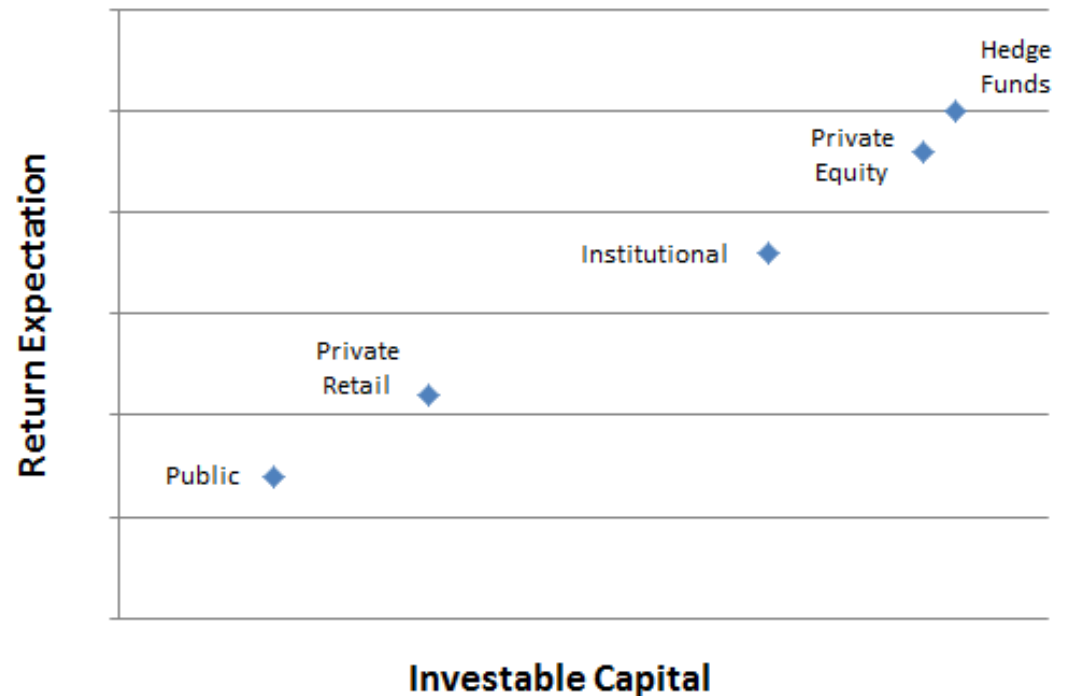 Hedge
Funds
Private
Equity
Institutional
Private
Retail
Public
Return Expectation
Investable Capital